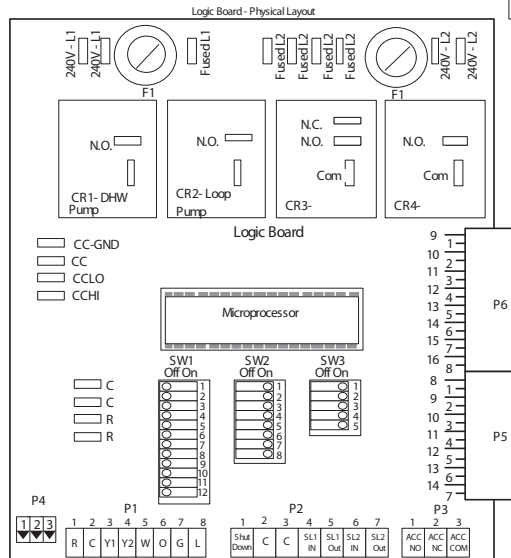 Logic Board - Physical Layout
240V - L1
240V - L1
F1
Fused L1
Fused L2
Fused L2
Fused L2
Fused L2
F1
240V - L2
240V - L2
N.O.
CR1- DHW
Pump
N.O.
CR2- Loop
Pump
N.C.
N.O.
Com
CR3-
N.O.
Com
CR4-
Logic Board
CC-GND
CC
CCLO
CCHI
Microprocessor
9
1
10
2
11
3
12
4
13
5
14
6
15
7
16
8
P6
8
1
9
2
10
3
11
4
12
5
13
6
14
7
P5
C
C
R
R
SW1
Off On
1
2
3
4
5
6
7
8
9
10
11
12
SW2
Off On
1
2
3
4
5
6
7
8
SW3
Off On
1
2
3
4
5
P4
1 2 3
P1
1 2 3 4 5 6 7 8
R C Y1 Y2 W O G L
P2
1 2 3 4 5 6 7
Shut Down C C SL1 IN SL1 Out SL2 IN SL2 Out
P3
1 2 3
ACC NO ACC NC ACC COM